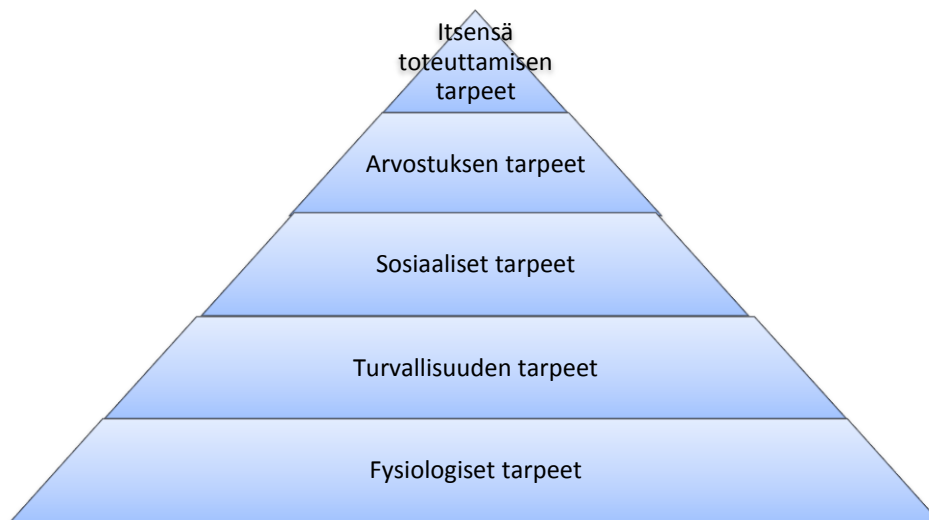 Itsensä
toteuttamisen
tarpeet
Arvostuksen tarpeet
Sosiaaliset tarpeet
Turvallisuuden tarpeet
Fysiologiset tarpeet